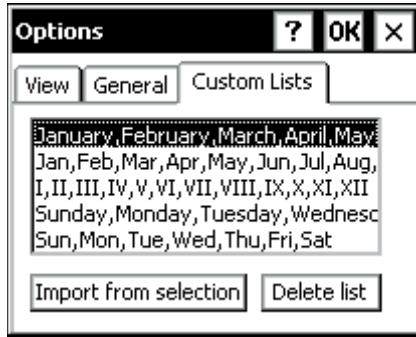 Options ? OK ×
View General Custom Lists
January,February,March,April,May
Jan,Feb,Mar,Apr,May,Jun,Jul,Aug,
I,II,III,IV,V,VI,VII,VIII,IX,X,XI,XII
Sunday,Monday,Tuesday,Wednesc
Sun,Mon,Tue,Wed,Thu,Fri,Sat
Import from selection Delete list